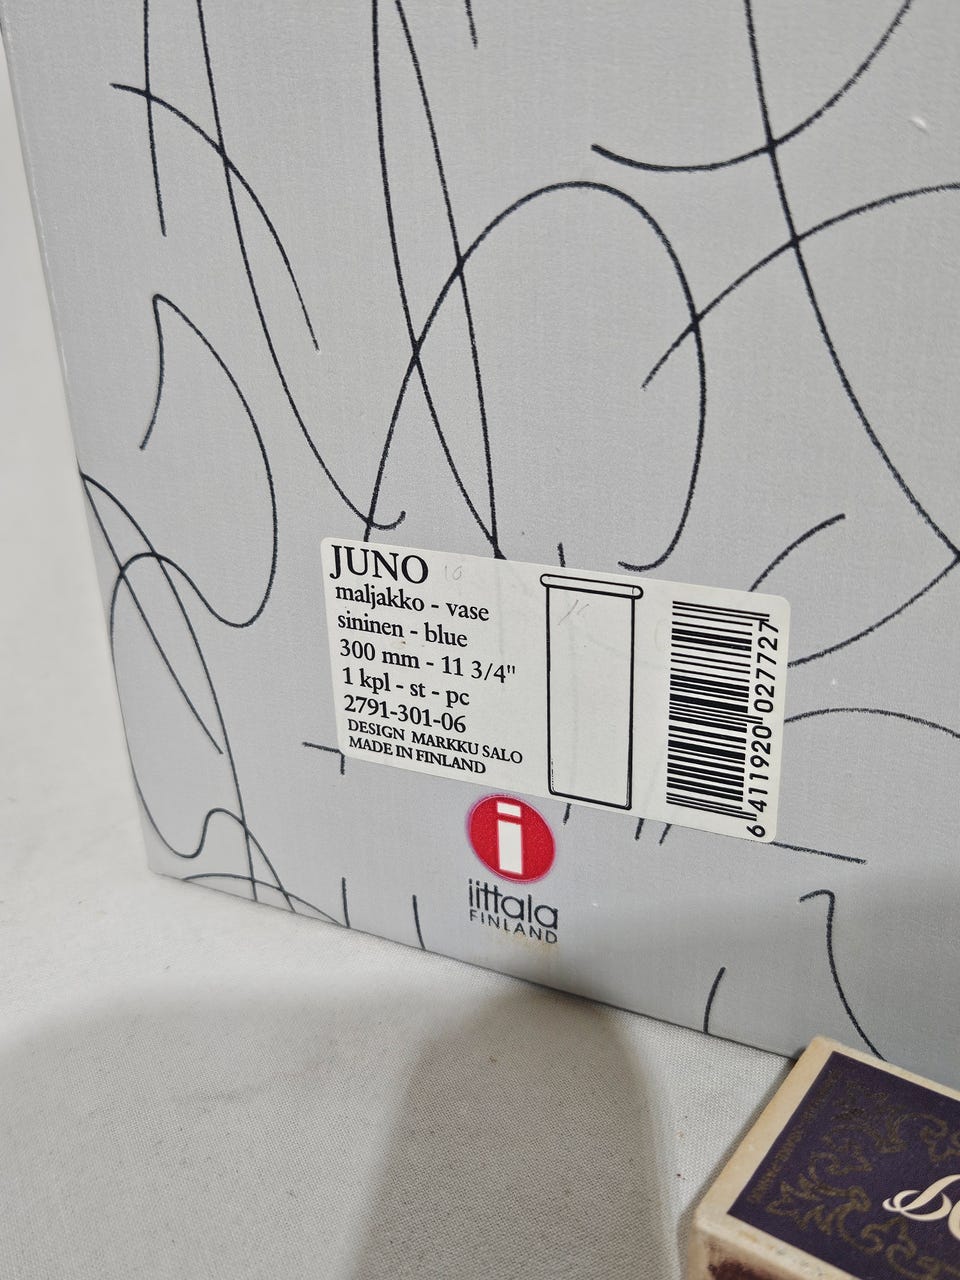 JUNO 10
maljakko - vase
sininen - blue
300 mm - 11 3/4"
1 kpl - st - pc
2791-301-06
DESIGN MARKKU SALO
MADE IN FINLAND
6 411920 027727
i
iittala
FINLAND